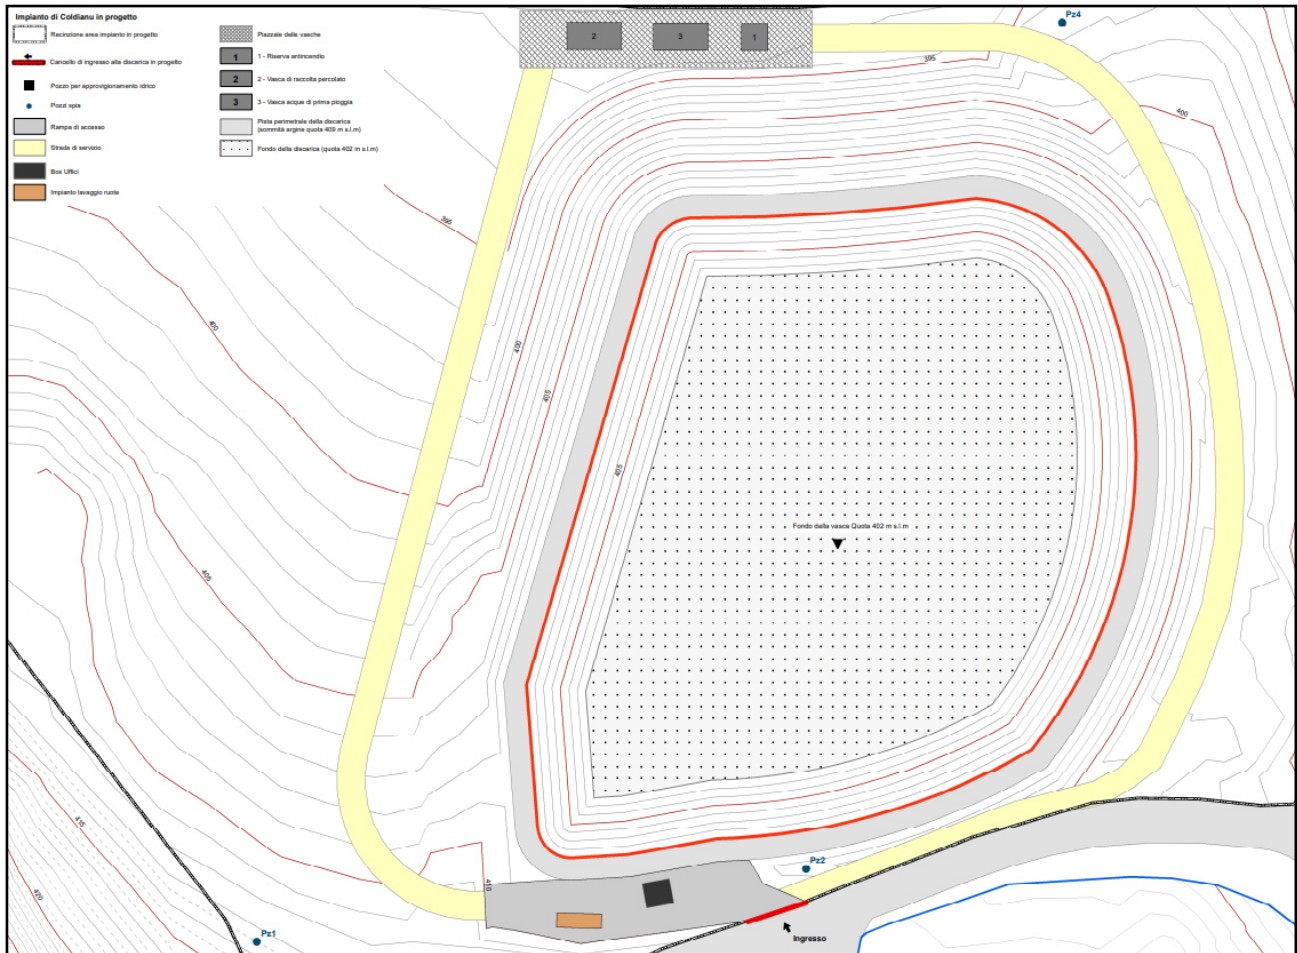 Impianto di Coldianu in progetto
Recinzione area impianto in progetto
Cancello di ingresso alla discarica in progetto
Pozzo per approvigionamento idrico
Pozzi spia
Rampa di accesso
Strada di servizio
Box Uffici
Impianto lavaggio ruote
Piazzale delle vasche
1 1 - Riserva antincendio
2 2 - Vasca di raccolta percolato
3 3 - Vasca acque di prima pioggia
Pista perimetrale della discarica
(sommità argine quota 409 m s.l.m)
Fondo della discarica (quota 402 m s.l.m)
2 3 1
Pz4
395
400
395
400
400
405
405
Fondo della vasca Quota 402 m s.l.m
405
415
420
410
Pz2
Pz1
Ingresso